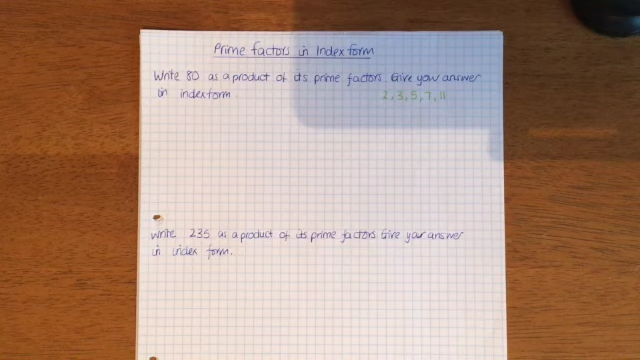 Prime factors in Index form
Write 80 as a product of its prime factors. Give your answer
in index form.
2,3,5,7,11
Write 235 as a product of its prime factors Give your answer
in index form.